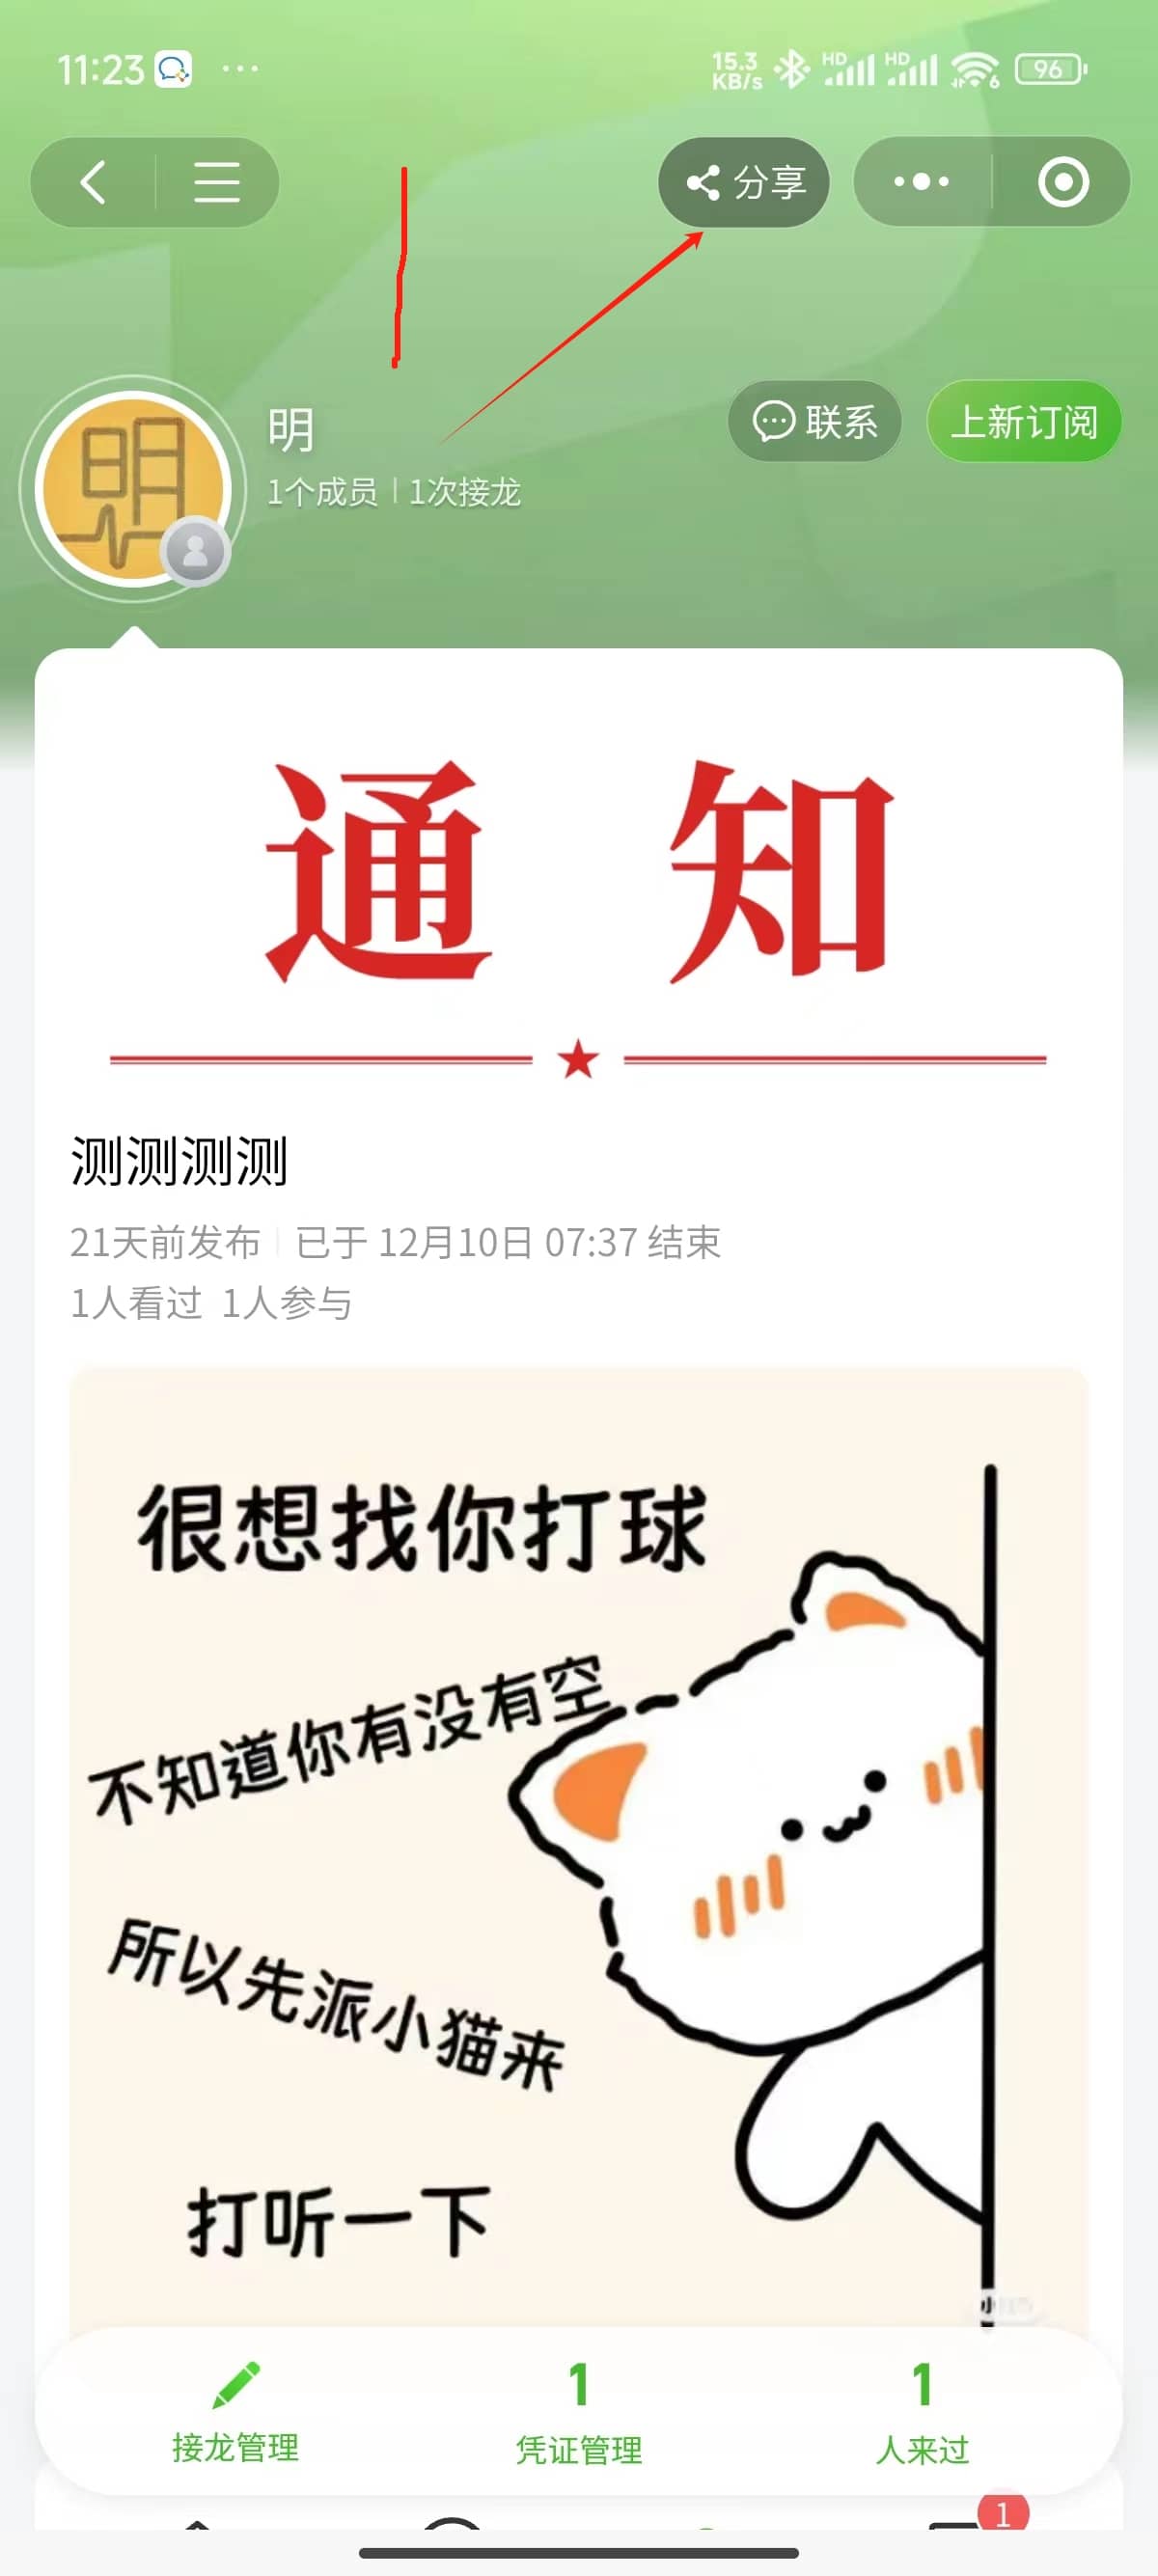 11:23
15.3
KB/s
HD
HD
6
96
分享
明
明
联系
上新订阅
1个成员 | 1次接龙
通 知
测测测测
21天前发布 | 已于 12月10日 07:37 结束
1人看过 1人参与
很想找你打球
不知道你有没有空
所以先派小猫来
打听一下
1
1
接龙管理
凭证管理
人来过
1